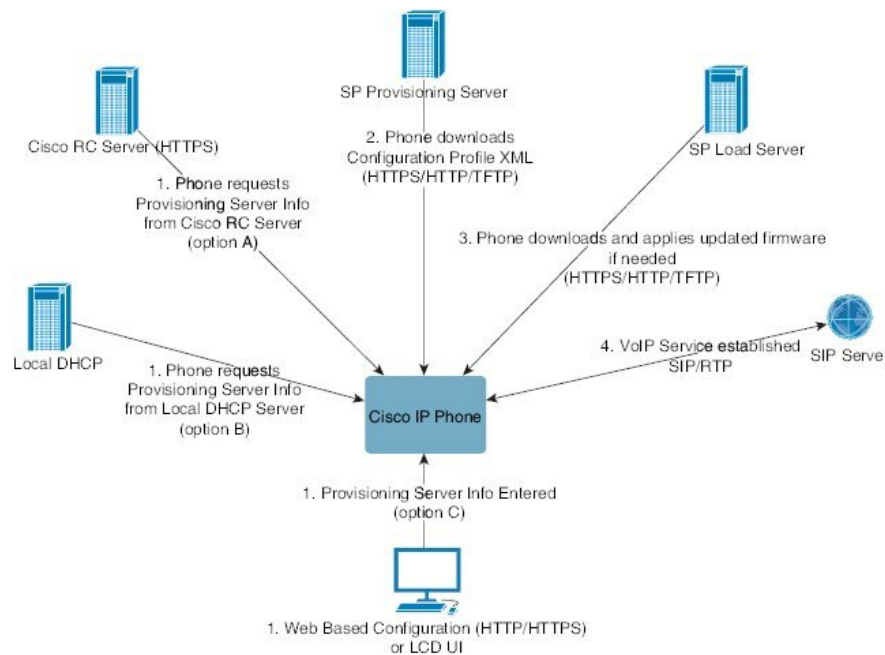 SP Provisioning Server
Cisco RC Server (HTTPS)
SP Load Server
2. Phone downloads
Configuration Profile XML
(HTTPS/HTTP/TFTP)
1. Phone requests
Provisioning Server Info
from Cisco RC Server
(option A)
3. Phone downloads and applies updated firmware
if needed
(HTTPS/HTTP/TFTP)
Local DHCP
1. Phone requests
Provisioning Server Info
from Local DHCP Server
(option B)
4. VoIP Service established
SIP/RTP
SIP Serve
Cisco IP Phone
1. Provisioning Server Info Entered
(option C)
1. Web Based Configuration (HTTP/HTTPS)
or LCD UI